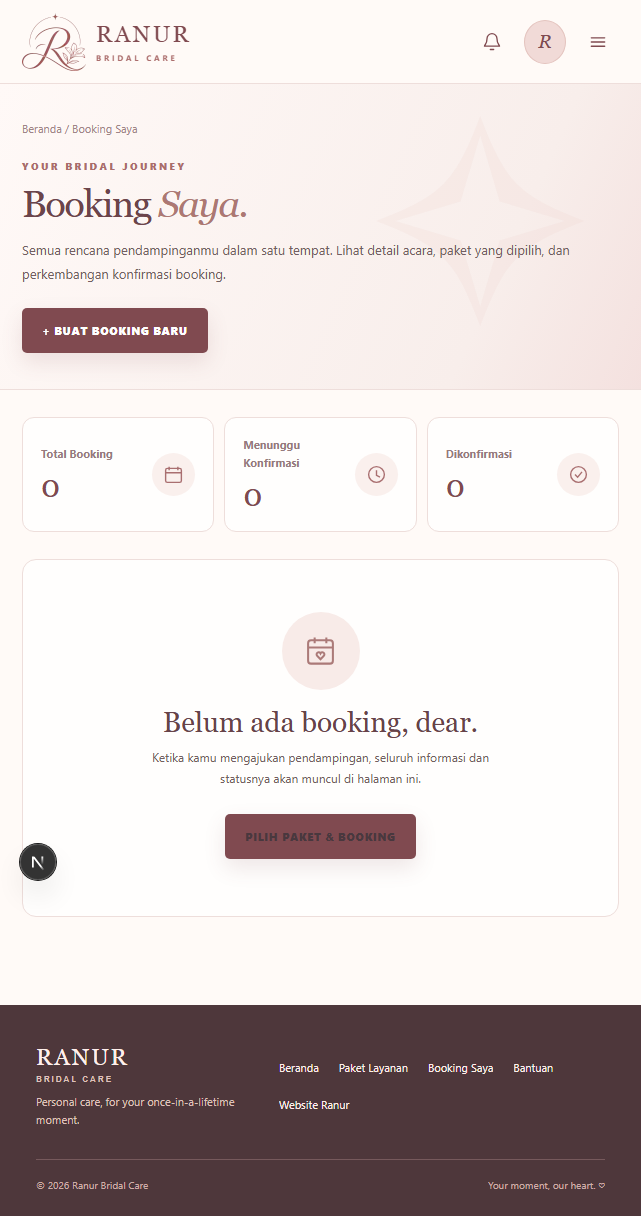 RANUR
BRIDAL CARE
R
Beranda / Booking Saya
YOUR BRIDAL JOURNEY
Booking Saya.
Semua rencana pendampinganmu dalam satu tempat. Lihat detail acara, paket yang dipilih, dan
perkembangan konfirmasi booking.
+ BUAT BOOKING BARU
Total Booking
0
Menunggu
Konfirmasi
0
Dikonfirmasi
0
Belum ada booking, dear.
Ketika kamu mengajukan pendampingan, seluruh informasi dan
statusnya akan muncul di halaman ini.
PILIH PAKET & BOOKING
N
RANUR
BRIDAL CARE
Personal care, for your once-in-a-lifetime
moment.
Beranda Paket Layanan Booking Saya Bantuan
Website Ranur
© 2026 Ranur Bridal Care
Your moment, our heart. ♡